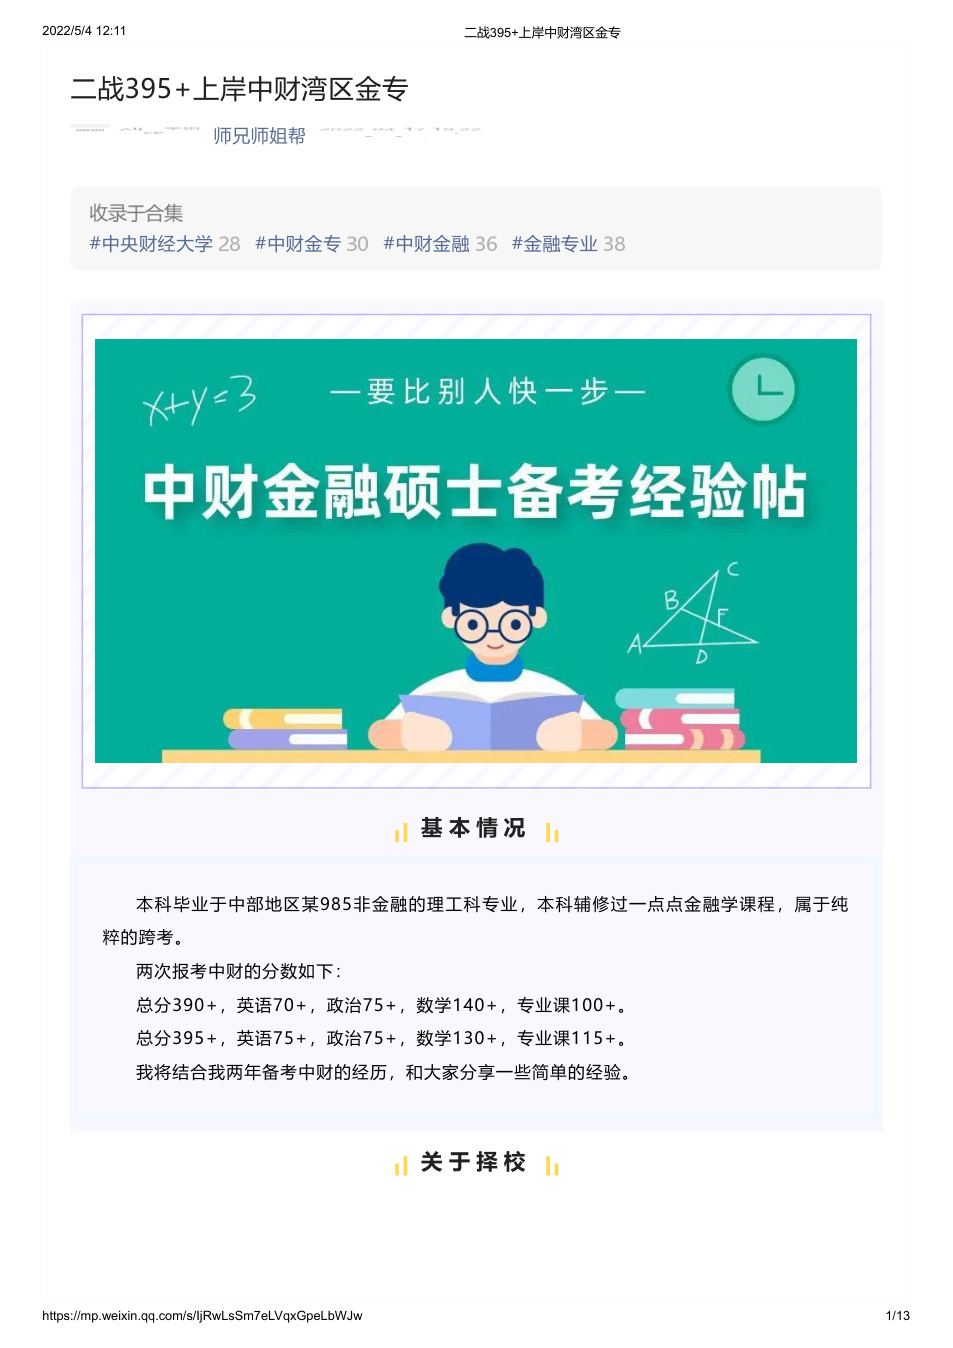 2022/5/4 12:11
二战395+上岸中财湾区金专
二战395+上岸中财湾区金专
师兄师姐帮
收录于合集
#中央财经大学 28 #中财金专 30 #中财金融 36 #金融专业 38
x+y=3
—要比别人快一步—
中财金融硕士备考经验帖
C
B
F
A
D
基本情况
本科毕业于中部地区某985非金融的理工科专业，本科辅修过一点点金融学课程，属于纯
粹的跨考。
两次报考中财的分数如下：
总分390+，英语70+，政治75+，数学140+，专业课100+。
总分395+，英语75+，政治75+，数学130+，专业课115+。
我将结合我两年备考中财的经历，和大家分享一些简单的经验。
关于择校
https://mp.weixin.qq.com/s/IjRwLsSm7eLVqxGpeLbWJw
1/13